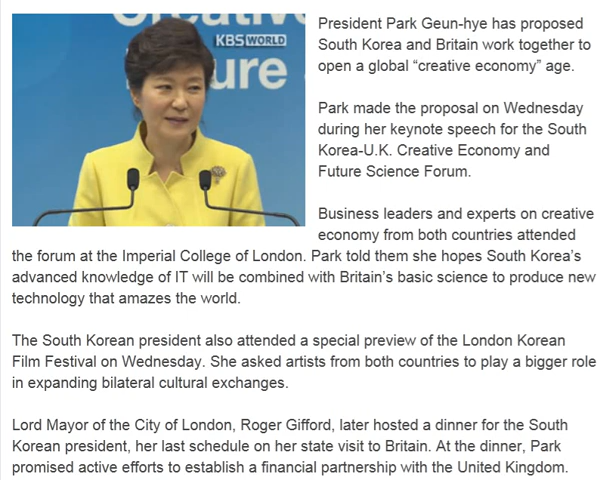 Creativ
KBS WORLD
ure
President Park Geun-hye has proposed
South Korea and Britain work together to
open a global “creative economy” age.
Park made the proposal on Wednesday
during her keynote speech for the South
Korea-U.K. Creative Economy and
Future Science Forum.
Business leaders and experts on creative
economy from both countries attended
the forum at the Imperial College of London. Park told them she hopes South Korea’s
advanced knowledge of IT will be combined with Britain’s basic science to produce new
technology that amazes the world.
The South Korean president also attended a special preview of the London Korean
Film Festival on Wednesday. She asked artists from both countries to play a bigger role
in expanding bilateral cultural exchanges.
Lord Mayor of the City of London, Roger Gifford, later hosted a dinner for the South
Korean president, her last schedule on her state visit to Britain. At the dinner, Park
promised active efforts to establish a financial partnership with the United Kingdom.